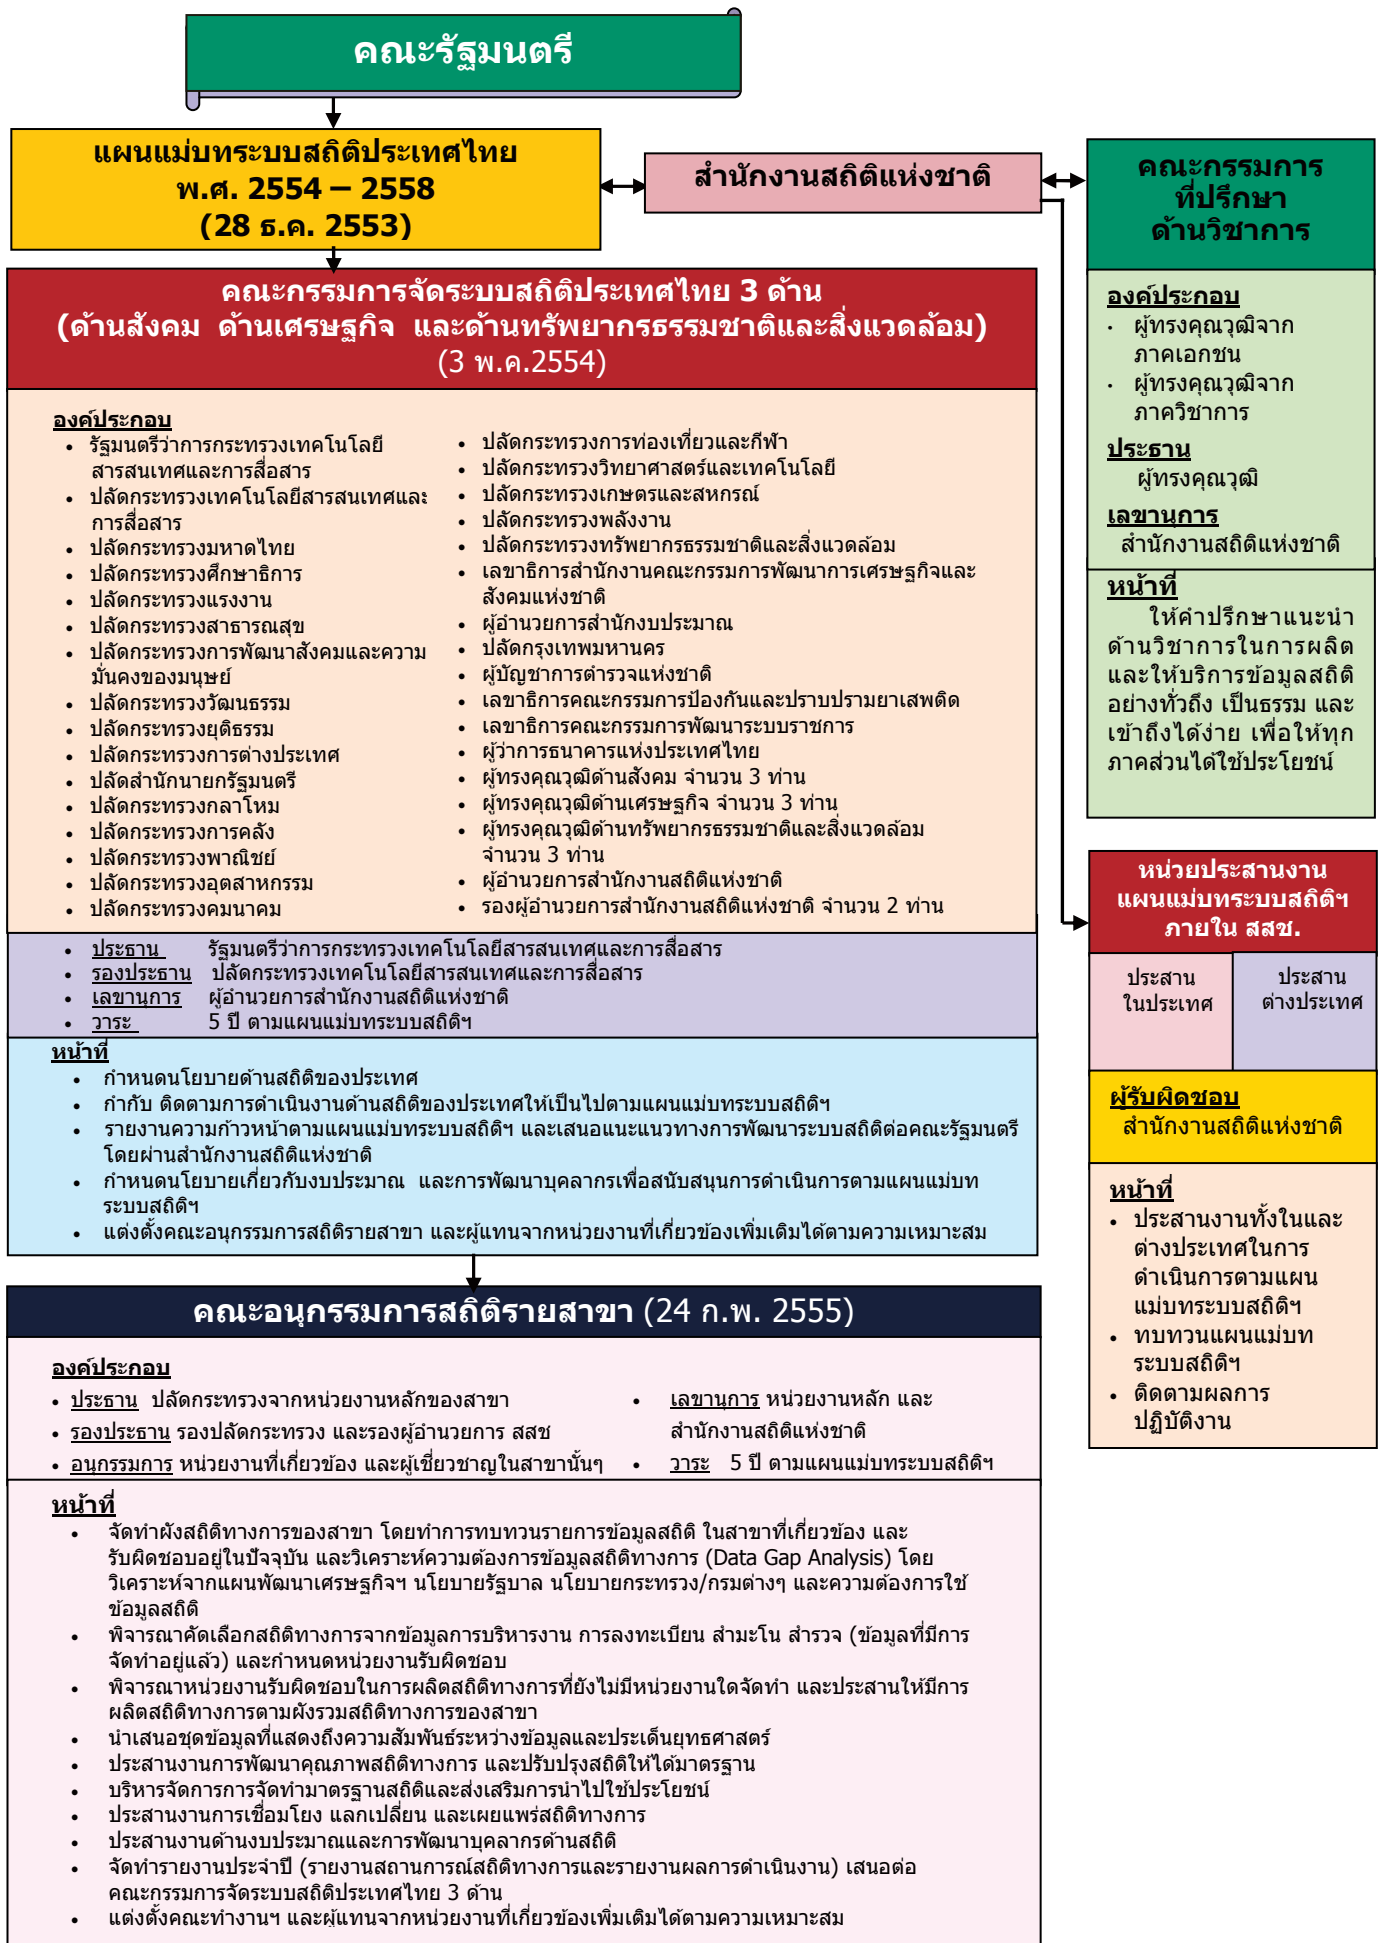 คณะรัฐมนตรี
แผนแม่บทระบบสถิติประเทศไทย
พ.ศ. 2554 – 2558
(28 ธ.ค. 2553)
สำนักงานสถิติแห่งชาติ
คณะกรรมการ
ที่ปรึกษา
ด้านวิชาการ
องค์ประกอบ
• ผู้ทรงคุณวุฒิจาก
ภาคเอกชน
• ผู้ทรงคุณวุฒิจาก
ภาควิชาการ
ประธาน
ผู้ทรงคุณวุฒิ
เลขานุการ
สำนักงานสถิติแห่งชาติ
หน้าที่
ให้คำปรึกษาแนะนำ
ด้านวิชาการในการผลิต
และให้บริการข้อมูลสถิติ
อย่างทั่วถึง เป็นธรรม และ
เข้าถึงได้ง่าย เพื่อให้ทุก
ภาคส่วนได้ใช้ประโยชน์
คณะกรรมการจัดระบบสถิติประเทศไทย 3 ด้าน
(ด้านสังคม ด้านเศรษฐกิจ และด้านทรัพยากรธรรมชาติและสิ่งแวดล้อม)
(3 พ.ค.2554)
องค์ประกอบ
• รัฐมนตรีว่าการกระทรวงเทคโนโลยี
สารสนเทศและการสื่อสาร
• ปลัดกระทรวงเทคโนโลยีสารสนเทศและ
การสื่อสาร
• ปลัดกระทรวงมหาดไทย
• ปลัดกระทรวงศึกษาธิการ
• ปลัดกระทรวงแรงงาน
• ปลัดกระทรวงสาธารณสุข
• ปลัดกระทรวงการพัฒนาสังคมและความ
มั่นคงของมนุษย์
• ปลัดกระทรวงวัฒนธรรม
• ปลัดกระทรวงยุติธรรม
• ปลัดกระทรวงการต่างประเทศ
• ปลัดสำนักนายกรัฐมนตรี
• ปลัดกระทรวงกลาโหม
• ปลัดกระทรวงการคลัง
• ปลัดกระทรวงพาณิชย์
• ปลัดกระทรวงอุตสาหกรรม
• ปลัดกระทรวงคมนาคม
• ปลัดกระทรวงการท่องเที่ยวและกีฬา
• ปลัดกระทรวงวิทยาศาสตร์และเทคโนโลยี
• ปลัดกระทรวงเกษตรและสหกรณ์
• ปลัดกระทรวงพลังงาน
• ปลัดกระทรวงทรัพยากรธรรมชาติและสิ่งแวดล้อม
• เลขาธิการสำนักงานคณะกรรมการพัฒนาการเศรษฐกิจและ
สังคมแห่งชาติ
• ผู้อำนวยการสำนักงบประมาณ
• ปลัดกรุงเทพมหานคร
• ผู้บัญชาการตำรวจแห่งชาติ
• เลขาธิการคณะกรรมการป้องกันและปราบปรามยาเสพติด
• เลขาธิการคณะกรรมการพัฒนาระบบราชการ
• ผู้ว่าการธนาคารแห่งประเทศไทย
• ผู้ทรงคุณวุฒิด้านสังคม จำนวน 3 ท่าน
• ผู้ทรงคุณวุฒิด้านเศรษฐกิจ จำนวน 3 ท่าน
• ผู้ทรงคุณวุฒิด้านทรัพยากรธรรมชาติและสิ่งแวดล้อม
จำนวน 3 ท่าน
• ผู้อำนวยการสำนักงานสถิติแห่งชาติ
• รองผู้อำนวยการสำนักงานสถิติแห่งชาติ จำนวน 2 ท่าน
• ประธาน รัฐมนตรีว่าการกระทรวงเทคโนโลยีสารสนเทศและการสื่อสาร
• รองประธาน ปลัดกระทรวงเทคโนโลยีสารสนเทศและการสื่อสาร
• เลขานุการ ผู้อำนวยการสำนักงานสถิติแห่งชาติ
• วาระ 5 ปี ตามแผนแม่บทระบบสถิติฯ
หน้าที่
• กำหนดนโยบายด้านสถิติของประเทศ
• กำกับ ติดตามการดำเนินงานด้านสถิติของประเทศให้เป็นไปตามแผนแม่บทระบบสถิติฯ
• รายงานความก้าวหน้าตามแผนแม่บทระบบสถิติฯ และเสนอแนะแนวทางการพัฒนาระบบสถิติต่อคณะรัฐมนตรี
โดยผ่านสำนักงานสถิติแห่งชาติ
• กำหนดนโยบายเกี่ยวกับงบประมาณ และการพัฒนาบุคลากรเพื่อสนับสนุนการดำเนินการตามแผนแม่บท
ระบบสถิติฯ
• แต่งตั้งคณะอนุกรรมการสถิติรายสาขา และผู้แทนจากหน่วยงานที่เกี่ยวข้องเพิ่มเติมได้ตามความเหมาะสม
หน่วยประสานงาน
แผนแม่บทระบบสถิติฯ
ภายใน สสช.
ประสาน
ในประเทศ
ประสาน
ต่างประเทศ
ผู้รับผิดชอบ
สำนักงานสถิติแห่งชาติ
หน้าที่
• ประสานงานทั้งในและ
ต่างประเทศในการ
ดำเนินการตามแผน
แม่บทระบบสถิติฯ
• ทบทวนแผนแม่บท
ระบบสถิติฯ
• ติดตามผลการ
ปฏิบัติงาน
คณะอนุกรรมการสถิติรายสาขา (24 ก.พ. 2555)
องค์ประกอบ
• ประธาน ปลัดกระทรวงจากหน่วยงานหลักของสาขา
• รองประธาน รองปลัดกระทรวง และรองผู้อำนวยการ สสช
• อนุกรรมการ หน่วยงานที่เกี่ยวข้อง และผู้เชี่ยวชาญในสาขานั้นๆ
• เลขานุการ หน่วยงานหลัก และ
สำนักงานสถิติแห่งชาติ
• วาระ 5 ปี ตามแผนแม่บทระบบสถิติฯ
หน้าที่
• จัดทำผังสถิติทางการของสาขา โดยทำการทบทวนรายการข้อมูลสถิติ ในสาขาที่เกี่ยวข้อง และ
รับผิดชอบอยู่ในปัจจุบัน และวิเคราะห์ความต้องการข้อมูลสถิติทางการ (Data Gap Analysis) โดย
วิเคราะห์จากแผนพัฒนาเศรษฐกิจฯ นโยบายรัฐบาล นโยบายกระทรวง/กรมต่างๆ และความต้องการใช้
ข้อมูลสถิติ
• พิจารณาคัดเลือกสถิติทางการจากข้อมูลการบริหารงาน การลงทะเบียน สำมะโน สำรวจ (ข้อมูลที่มีการ
จัดทำอยู่แล้ว) และกำหนดหน่วยงานรับผิดชอบ
• พิจารณาหน่วยงานรับผิดชอบในการผลิตสถิติทางการที่ยังไม่มีหน่วยงานใดจัดทำ และประสานให้มีการ
ผลิตสถิติทางการตามผังรวมสถิติทางการของสาขา
• นำเสนอชุดข้อมูลที่แสดงถึงความสัมพันธ์ระหว่างข้อมูลและประเด็นยุทธศาสตร์
• ประสานงานการพัฒนาคุณภาพสถิติทางการ และปรับปรุงสถิติให้ได้มาตรฐาน
• บริหารจัดการการจัดทำมาตรฐานสถิติและส่งเสริมการนำไปใช้ประโยชน์
• ประสานงานการเชื่อมโยง แลกเปลี่ยน และเผยแพร่สถิติทางการ
• ประสานงานด้านงบประมาณและการพัฒนาบุคลากรด้านสถิติ
• จัดทำรายงานประจำปี (รายงานสถานการณ์สถิติทางการและรายงานผลการดำเนินงาน) เสนอต่อ
คณะกรรมการจัดระบบสถิติประเทศไทย 3 ด้าน
• แต่งตั้งคณะทำงานฯ และผู้แทนจากหน่วยงานที่เกี่ยวข้องเพิ่มเติมได้ตามความเหมาะสม